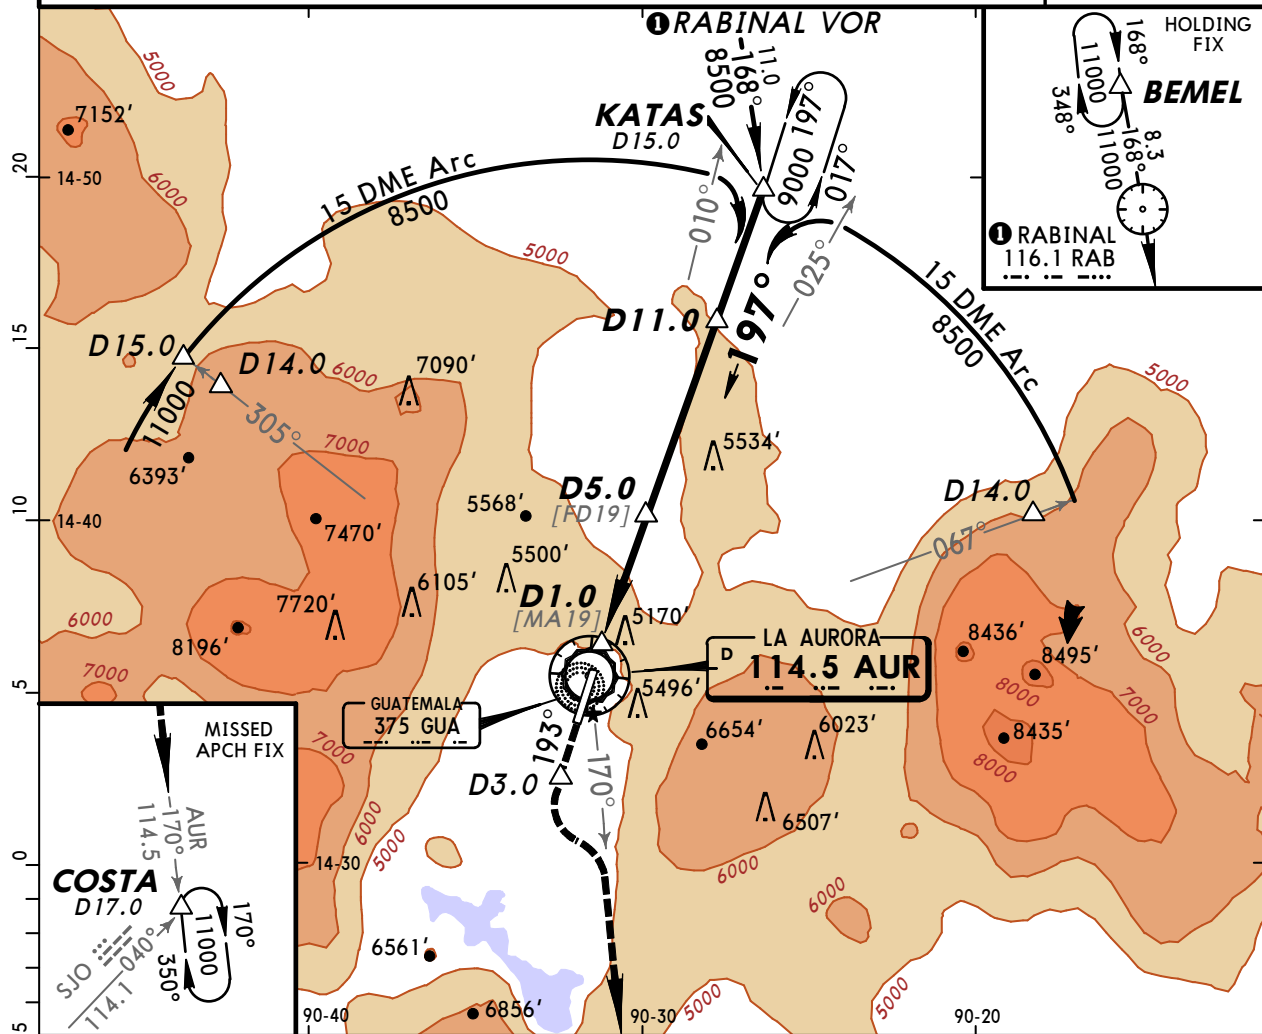 ❶RABINAL VOR
11.0
168°
8500
KATAS
D15.0
9000 197°
017°
HOLDING
FIX
168°
11000
348°
BEMEL
8.3
168°
11000
❶ RABINAL
116.1 RAB
5000
7152'
6000
20
14-50
15 DME Arc
8500
010°
025°
5000
197°
15 DME Arc
8500
D11.0
15
D15.0
D14.0
11000
305°
6000
7090'
7000
6393'
5534'
5000
D5.0
[FD19]
5568'
D14.0
067°
10
14-40
7470'
5500'
6105'
7720'
D1.0
[MA19]
5170'
6000
8196'
7000
LA AURORA
D
114.5 AUR
8436'
8495'
8000
6000
7000
5
GUATEMALA
375 GUA
5496'
6654'
6023'
8435'
8000
MISSED
APCH FIX
7000
193°
D3.0
170°
6507'
AUR
170°
114.5
6000
5000
0
14-30
6000
6000
COSTA
D17.0
170°
11000
350°
SJO
040°
114.1
6561'
6856'
5000
5000
5
90-40
90-30
90-20